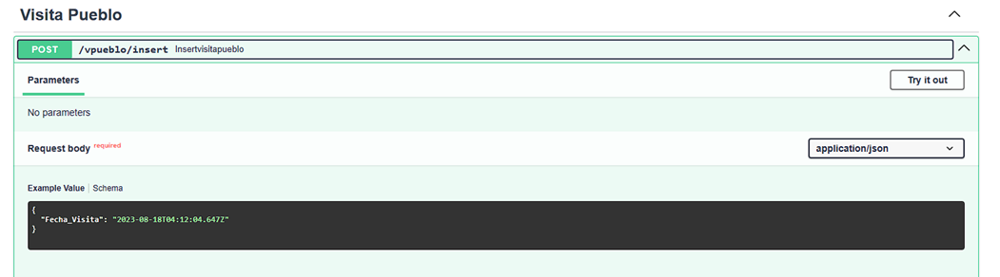 Visita Pueblo
POST /vpueblo/insert Insertvisitapueblo
Parameters Try it out
No parameters
Request body required application/json
Example Value | Schema
{
"Fecha_Visita": "2023-08-18T04:12:04.647Z"
}